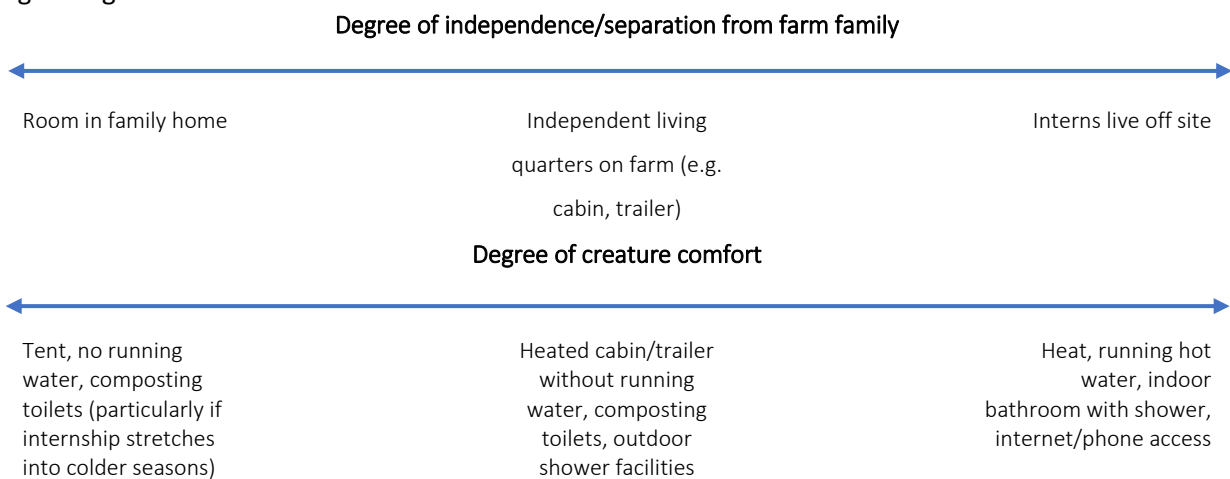 Degree of independence/separation from farm family
Room in family home
Independent living
quarters on farm (e.g.
cabin, trailer)
Interns live off site
Degree of creature comfort
Tent, no running
water, composting
toilets (particularly if
internship stretches
into colder seasons)
Heated cabin/trailer
without running
water, composting
toilets, outdoor
shower facilities
Heat, running hot
water, indoor
bathroom with shower,
internet/phone access